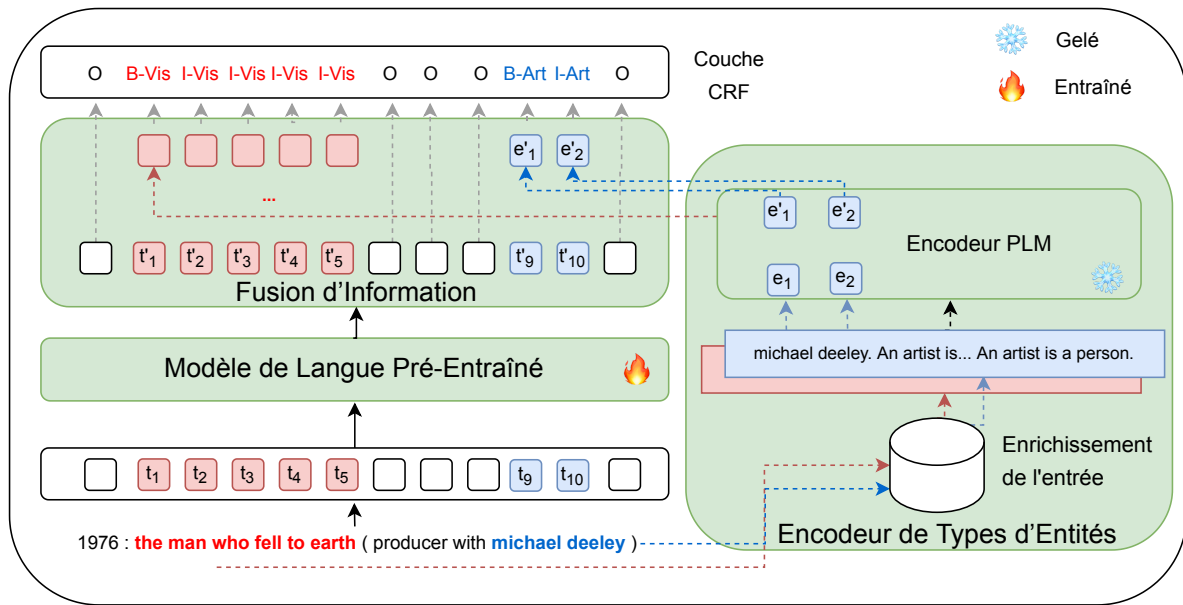 O B-Vis I-Vis I-Vis I-Vis I-Vis O O O B-Art I-Art O
Couche
CRF
Gelé
Entraîné
e'1 e'2
...
t'1 t'2 t'3 t'4 t'5 t'9 t'10
Fusion d'Information
Modèle de Langue Pré-Entraîné
t1 t2 t3 t4 t5 t9 t10
1976 : the man who fell to earth ( producer with michael deeley )
e'1 e'2
Encodeur PLM
e1 e2
michael deeley. An artist is... An artist is a person.
Enrichissement
de l'entrée
Encodeur de Types d'Entités